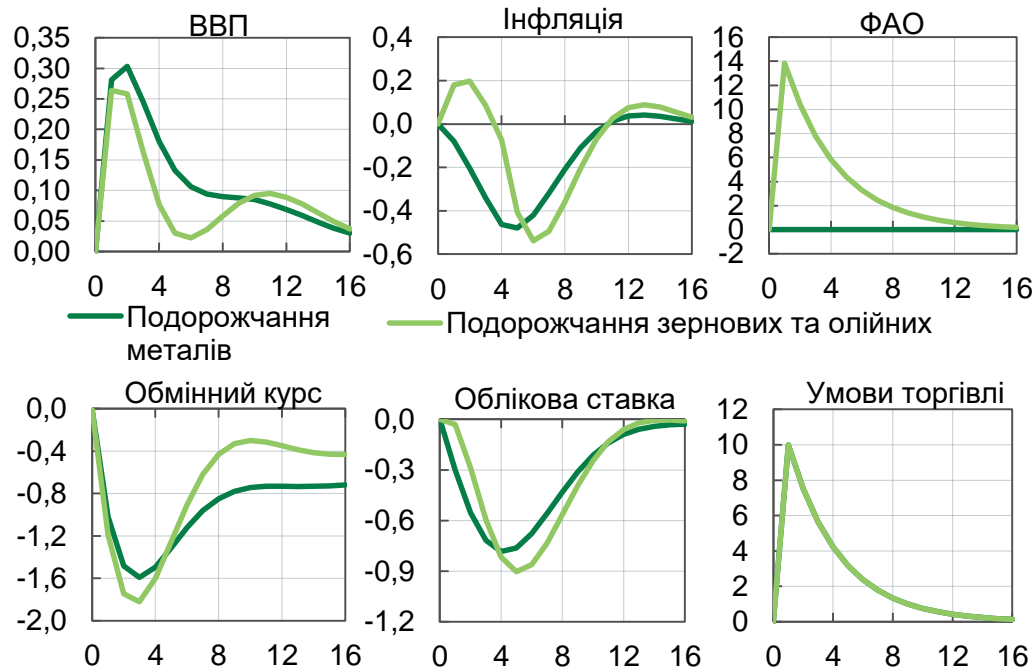 ВВП
0,35
0,30
0,25
0,20
0,15
0,10
0,05
0,00
0 4 8 12 16
Інфляція
0,4
0,2
0,0
-0,2
-0,4
-0,6
0 4 8 12 16
ФАО
16
14
12
10
8
6
4
2
0
-2
0 4 8 12 16
Подорожчання
металів
Подорожчання зернових та олійних
Обмінний курс
0,0
-0,4
-0,8
-1,2
-1,6
-2,0
0 4 8 12 16
Облікова ставка
0,0
-0,3
-0,6
-0,9
-1,2
0 4 8 12 16
Умови торгівлі
12
10
8
6
4
2
0
0 4 8 12 16